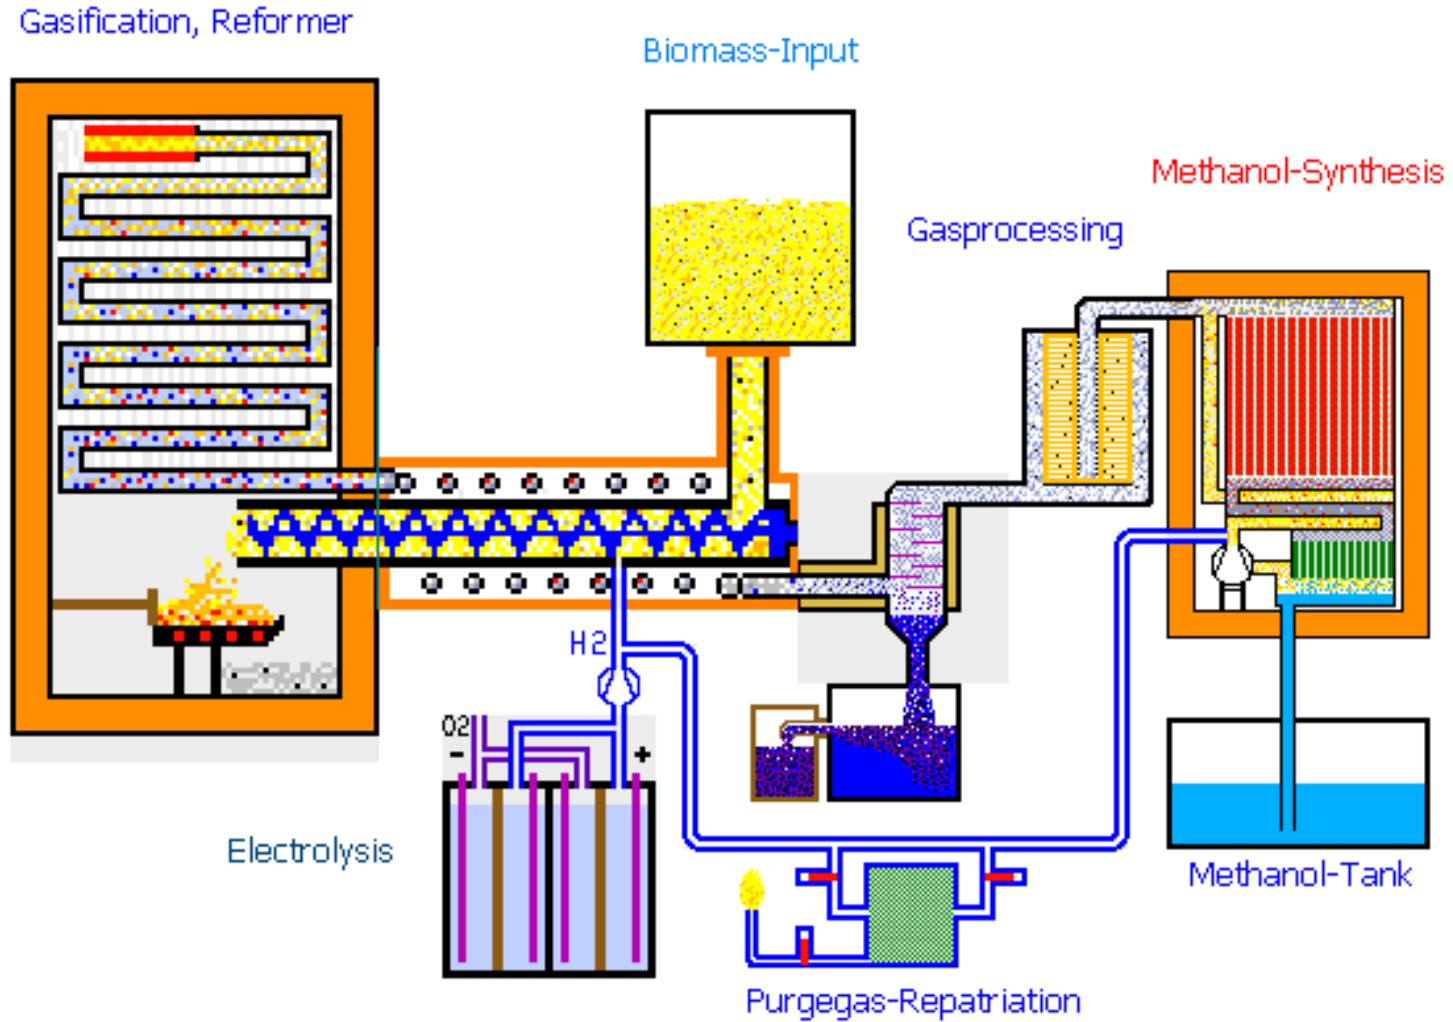 Gasification, Reformer
Biomass-Input
Methanol-Synthesis
Gasprocessing
H2
O2
-
+
Electrolysis
Methanol-Tank
Purgegas-Repatriation